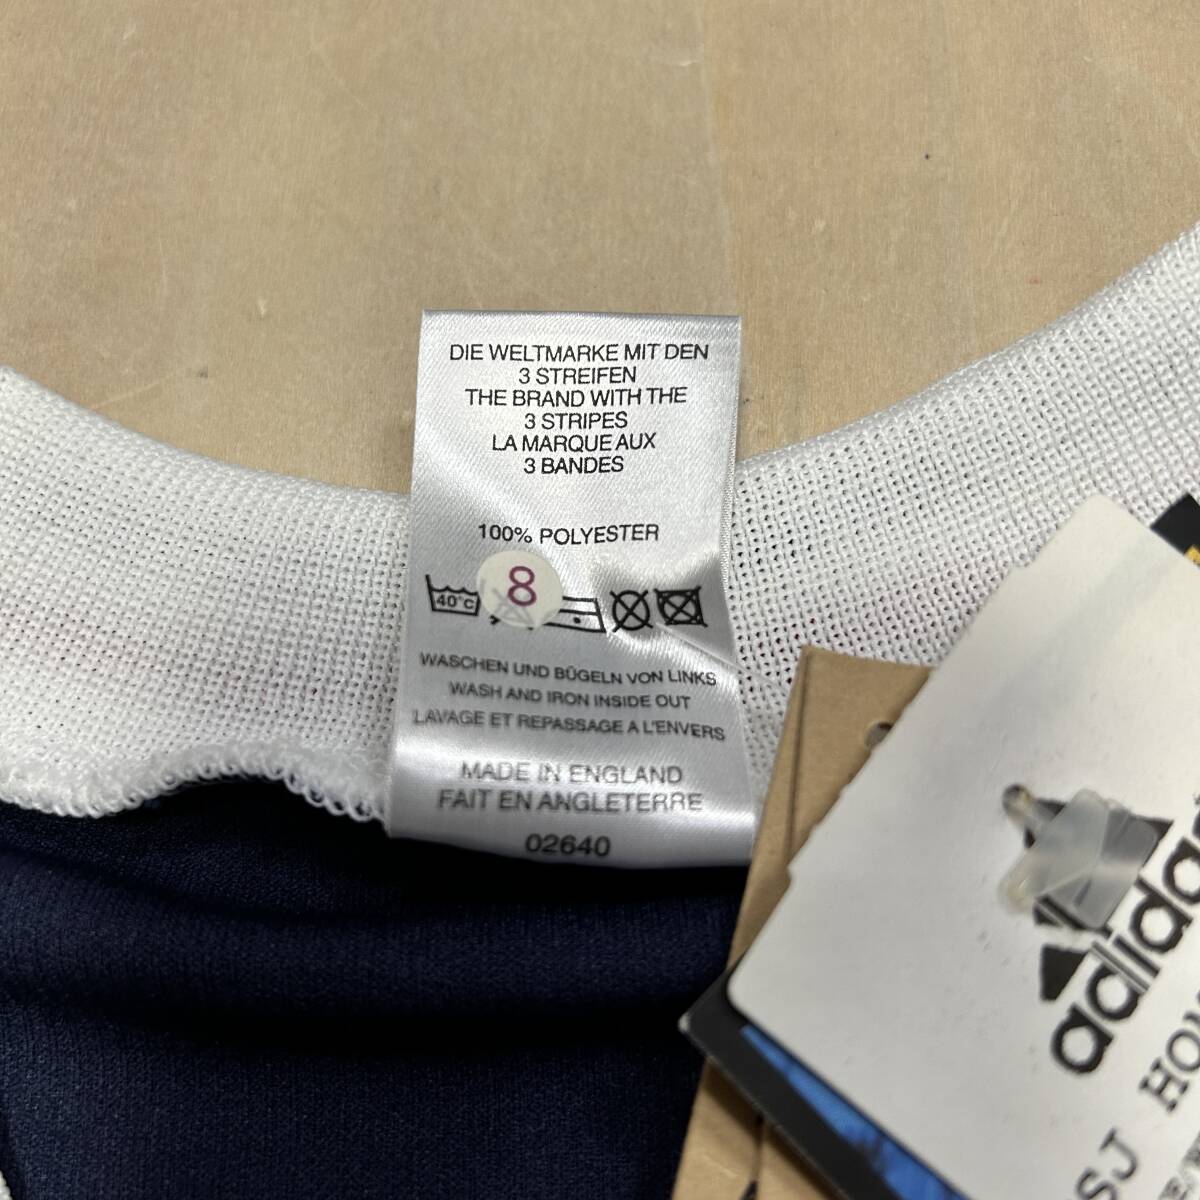 DIE WELTMARKE MIT DEN
3 STREIFEN
THE BRAND WITH THE
3 STRIPES
LA MARQUE AUX
3 BANDES
100% POLYESTER
40°C
8
WASCHEN UND BÜGELN VON LINKS
WASH AND IRON INSIDE OUT
LAVAGE ET REPASSAGE A L'ENVERS
MADE IN ENGLAND
FAIT EN ANGLETERRE
02640
adidas
SJ